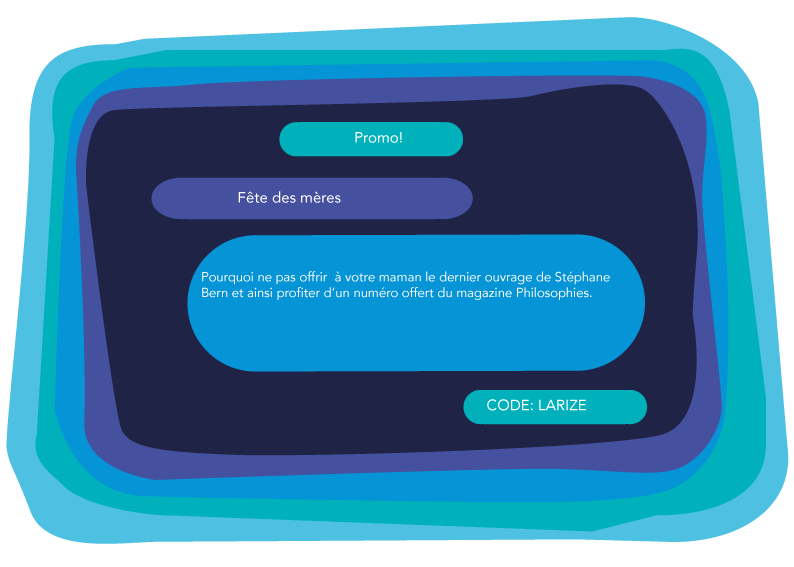 Promo!
Fête des mères
Pourquoi ne pas offrir  à votre maman le dernier ouvrage de Stéphane
Bern et ainsi profiter d’un numéro offert du magazine Philosophies.
CODE: LARIZE